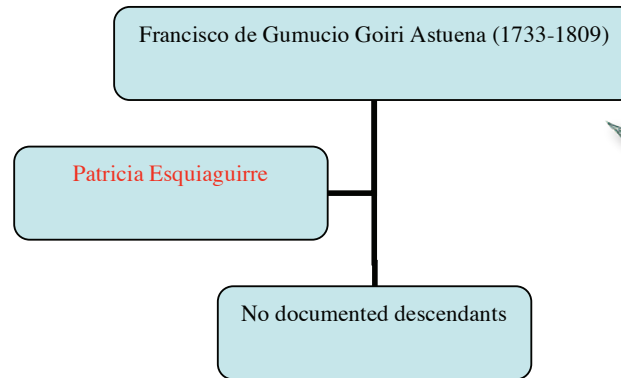 Francisco de Gumucio Goiri Astuena (1733-1809)
Patricia Esquiaguirre
No documented descendants